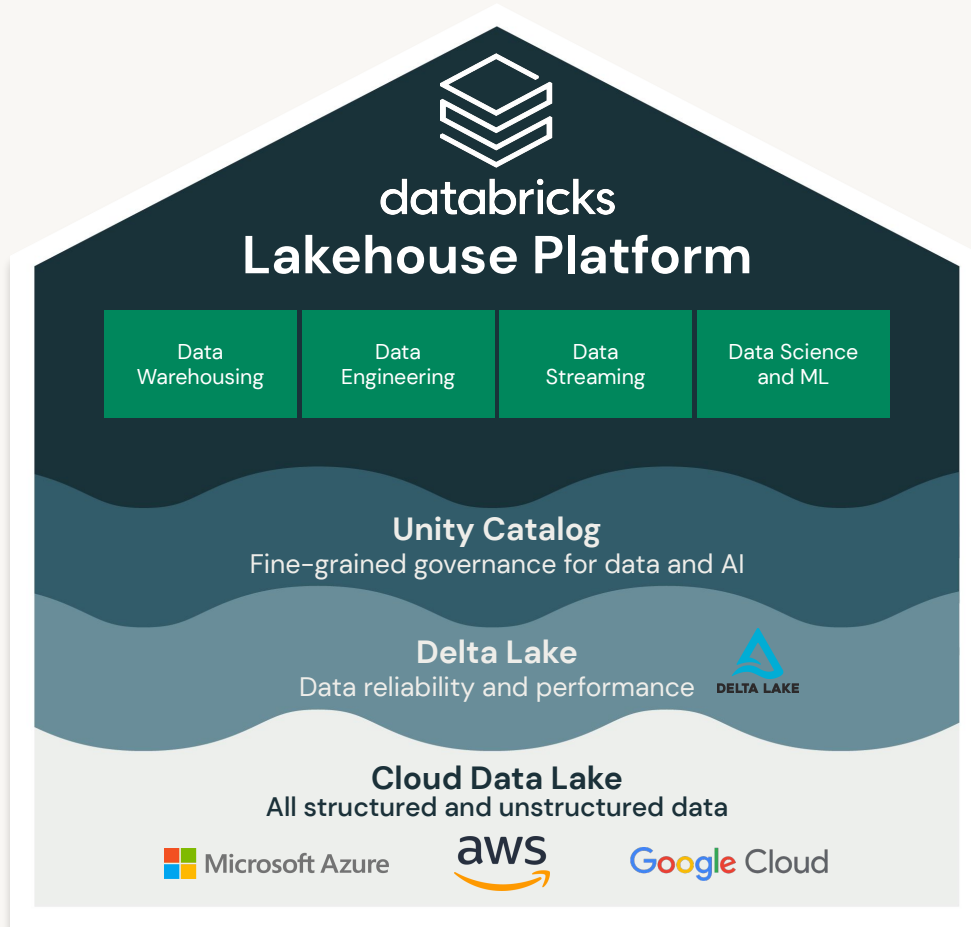 databricks
Lakehouse Platform
Data
Warehousing
Data
Engineering
Data
Streaming
Data Science
and ML
Unity Catalog
Fine-grained governance for data and AI
Delta Lake
Data reliability and performance
DELTA LAKE
Cloud Data Lake
All structured and unstructured data
Microsoft Azure
aws
Google Cloud